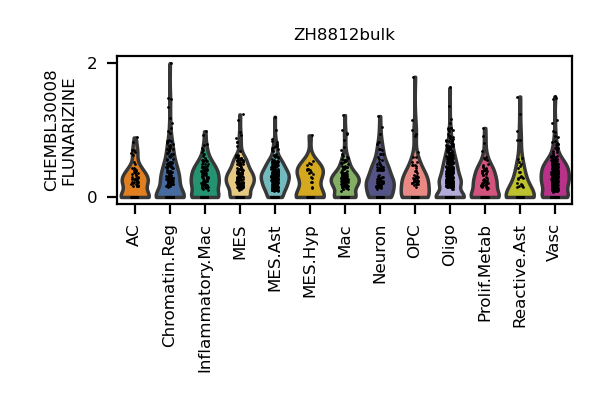 ZH8812bulk
CHEMBL30008
FLUNARIZINE
2
0
AC
Chromatin.Reg
Inflammatory.Mac
MES
MES.Ast
MES.Hyp
Mac
Neuron
OPC
Oligo
Prolif.Metab
Reactive.Ast
Vasc